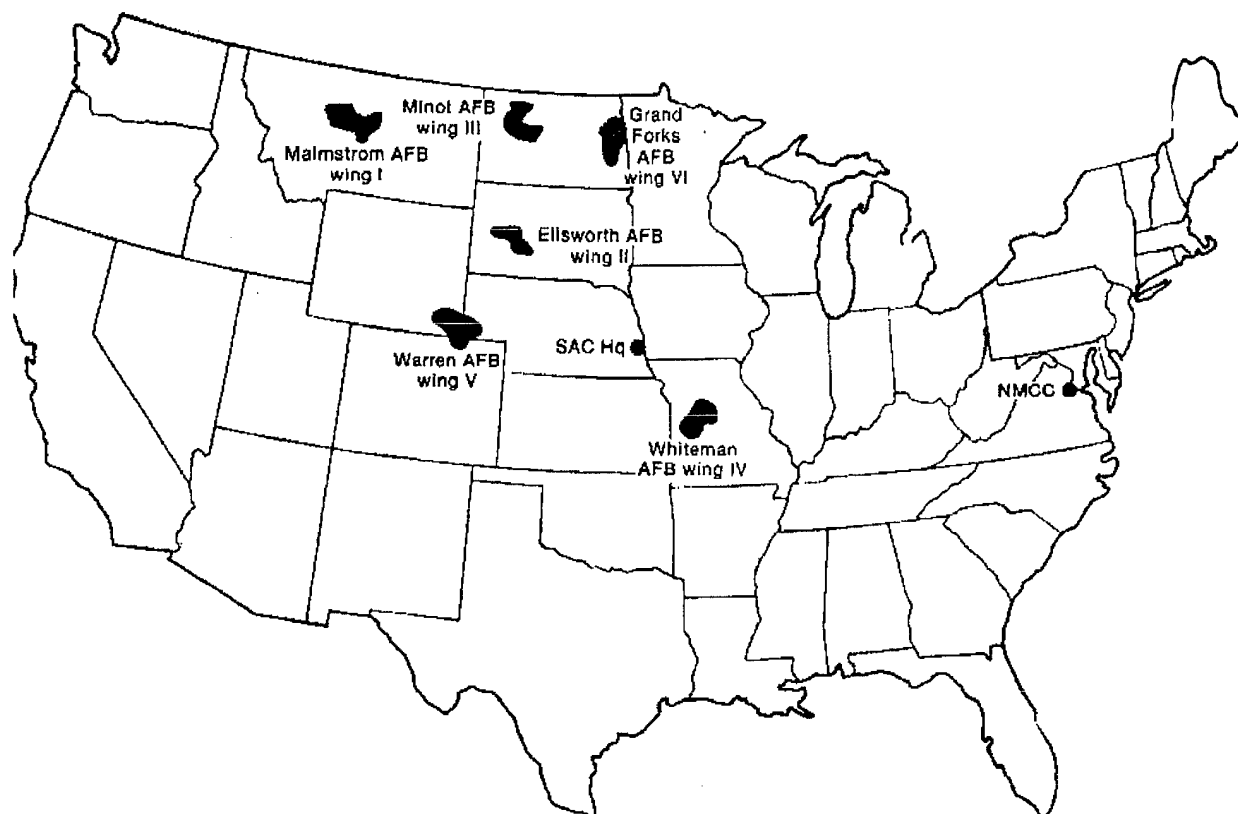 Minot AFB
wing III
Grand
Forks
AFB
wing VI
Malmstrom AFB
wing I
Ellsworth AFB
wing II
SAC Hq
Warren AFB
wing V
NMCC
Whiteman
AFB wing IV